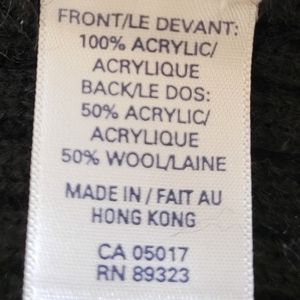 FRONT/LE DEVANT:
100% ACRYLIC/
ACRYLIQUE
BACK/LE DOS:
50% ACRYLIC/
ACRYLIQUE
50% WOOL/LAINE
MADE IN / FAIT AU
HONG KONG
CA 05017
RN 89323